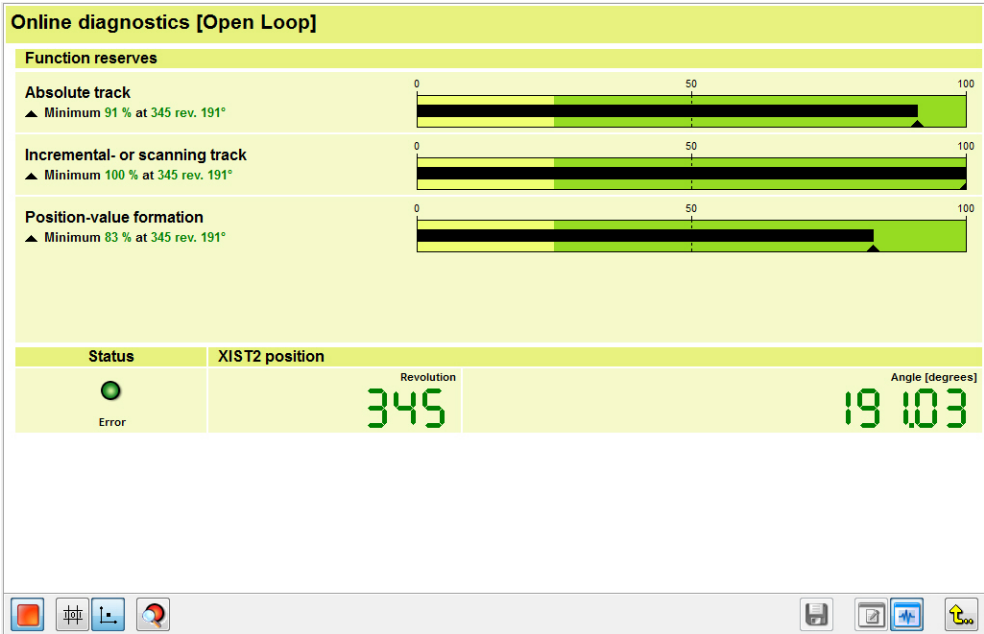 Online diagnostics [Open Loop]
Function reserves
Absolute track
Minimum 91 % at 345 rev. 191°
0 50 100
Incremental- or scanning track
Minimum 100 % at 345 rev. 191°
0 50 100
Position-value formation
Minimum 83 % at 345 rev. 191°
0 50 100
Status XIST2 position
Error
Revolution
345
Angle [degrees]
191.03